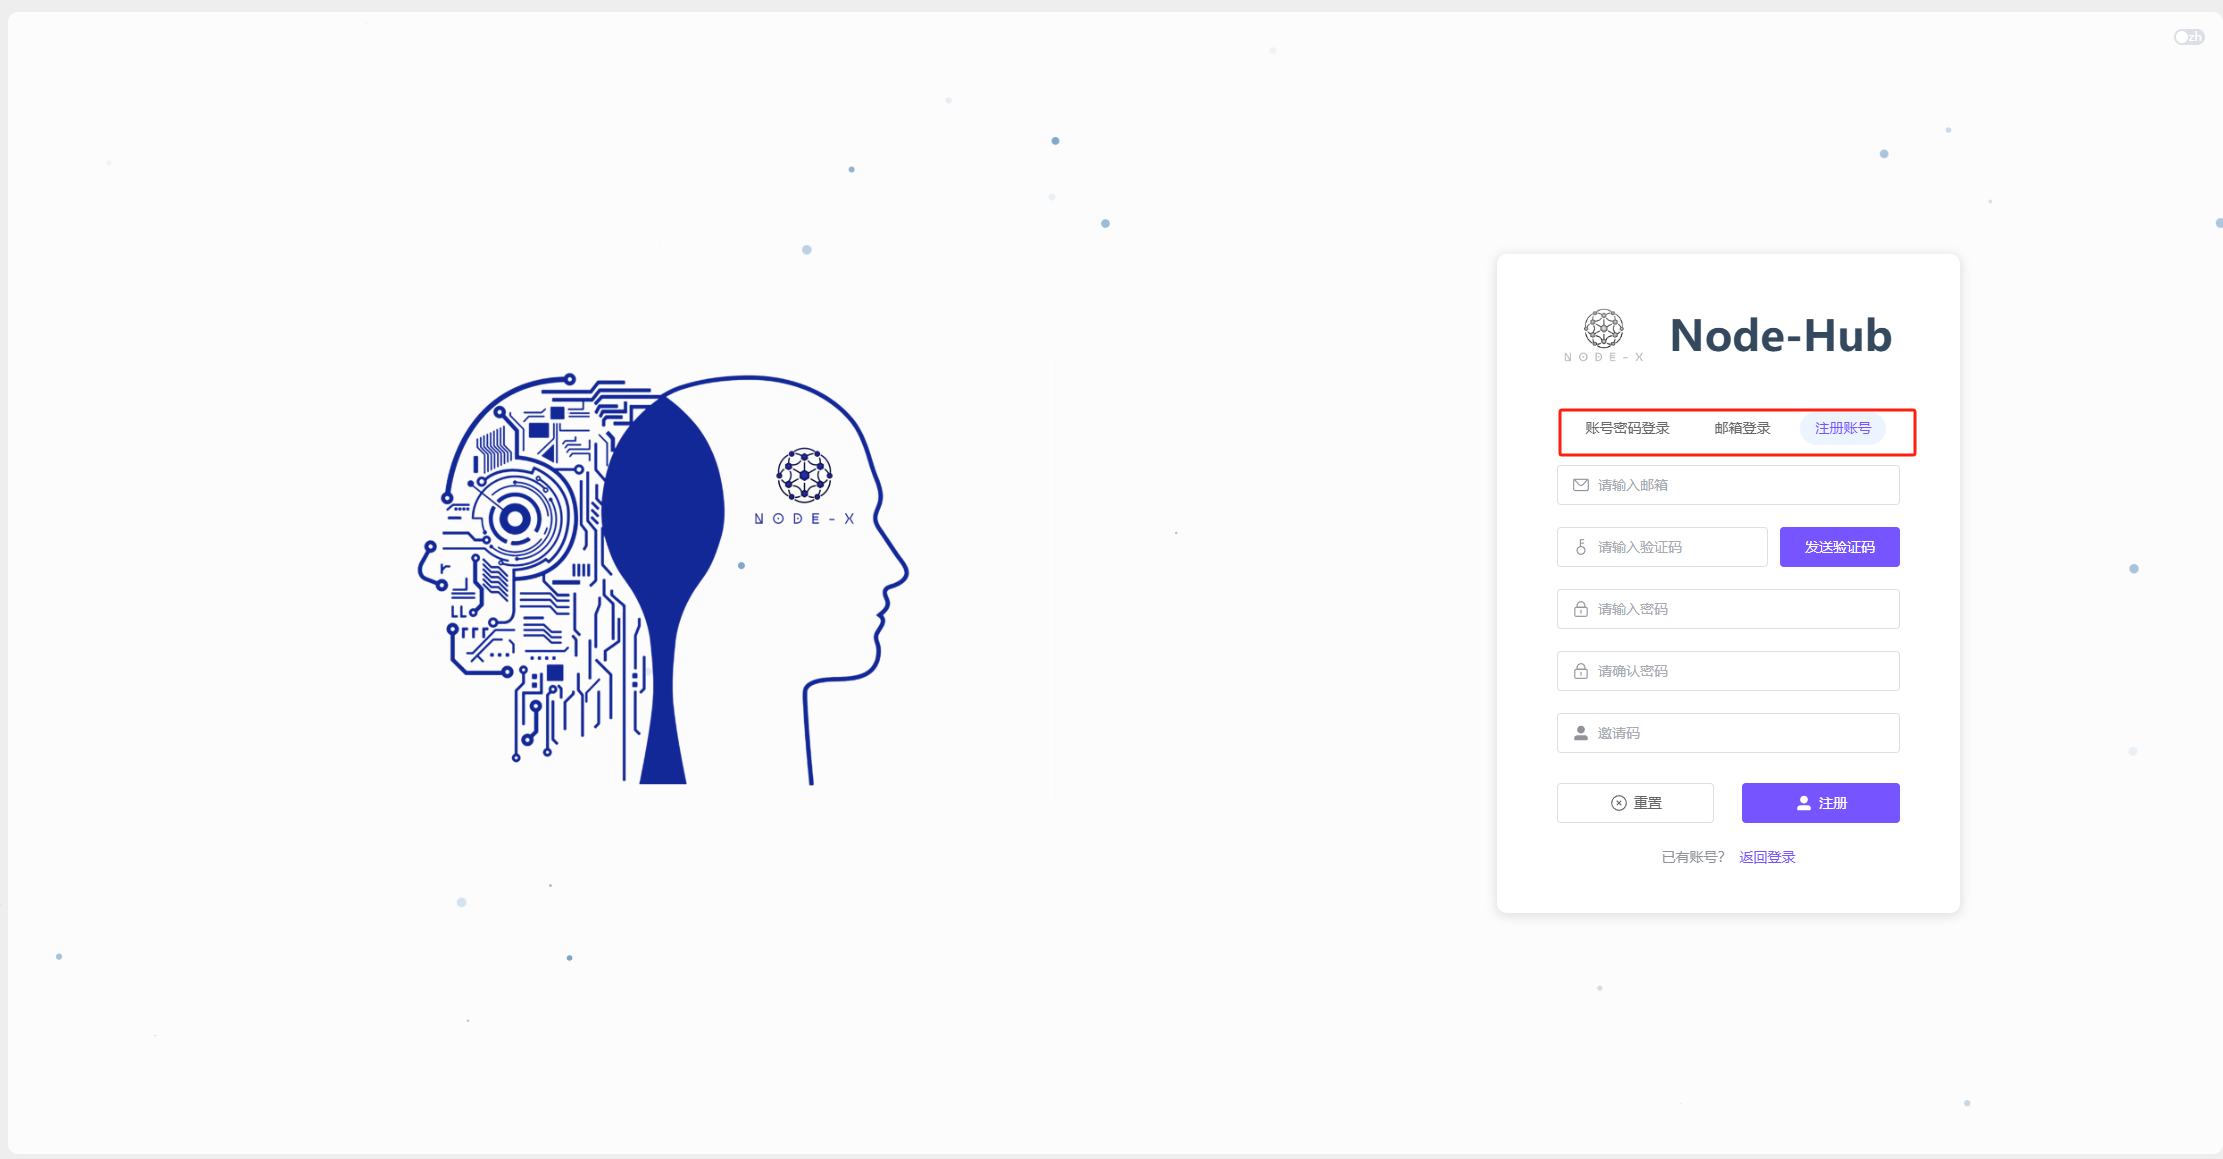 zh
NODE-X
NODE-X
Node-Hub
账号密码登录 邮箱登录 注册账号
请输入邮箱
请输入验证码 发送验证码
请输入密码
请确认密码
邀请码
重置 注册
已有账号? 返回登录